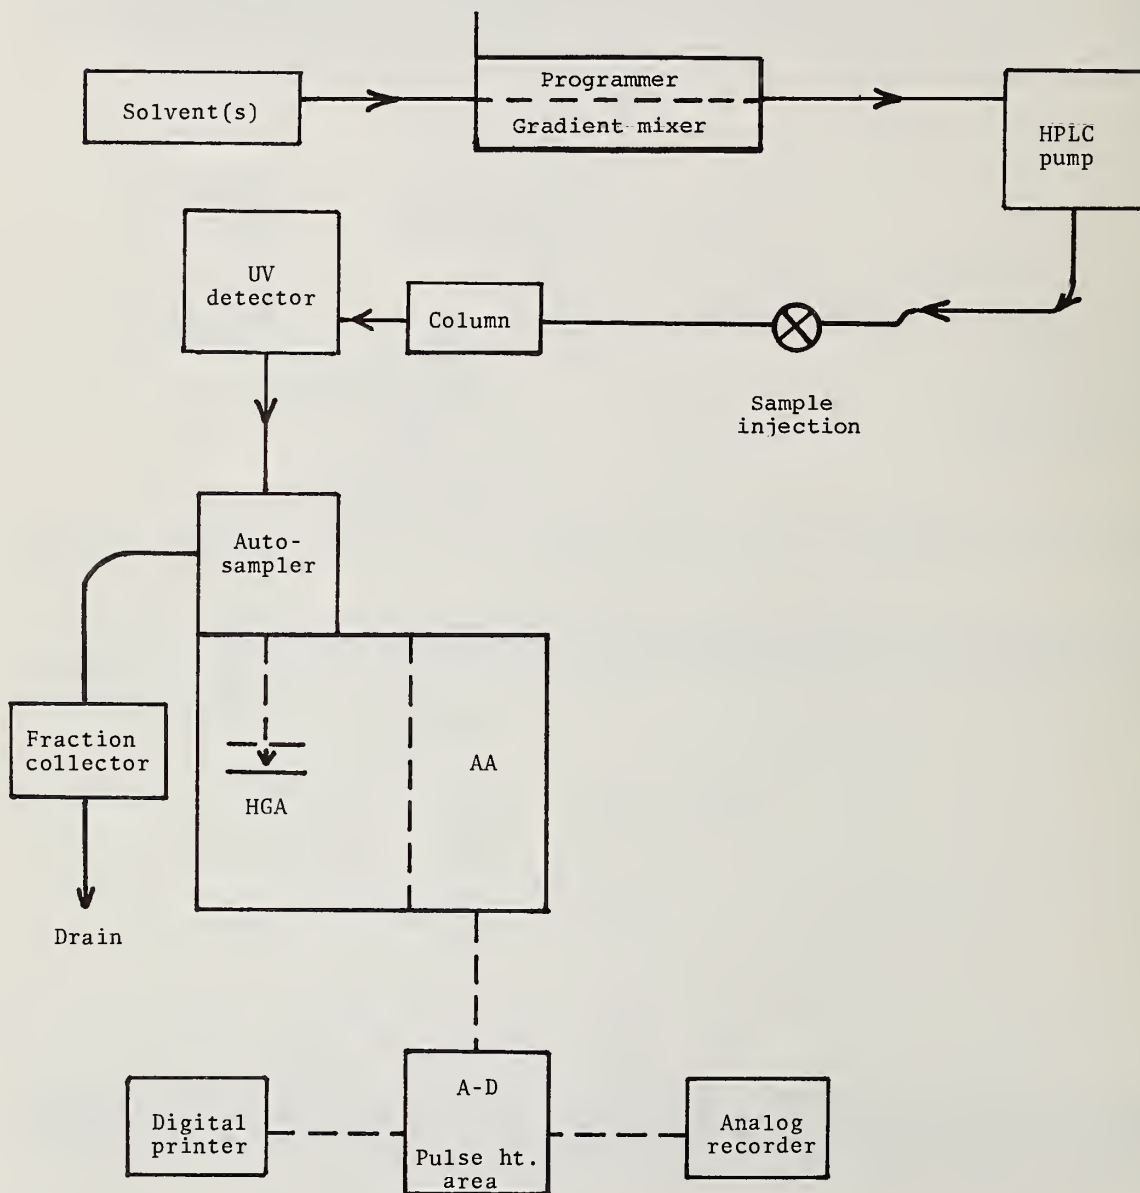 Solvent(s)
Programmer
Gradient mixer
HPLC
pump
UV
detector
Column
Sample
injection
Auto-
sampler
Fraction
collector
HGA
AA
Drain
Digital
printer
A-D
Pulse ht.
area
Analog
recorder